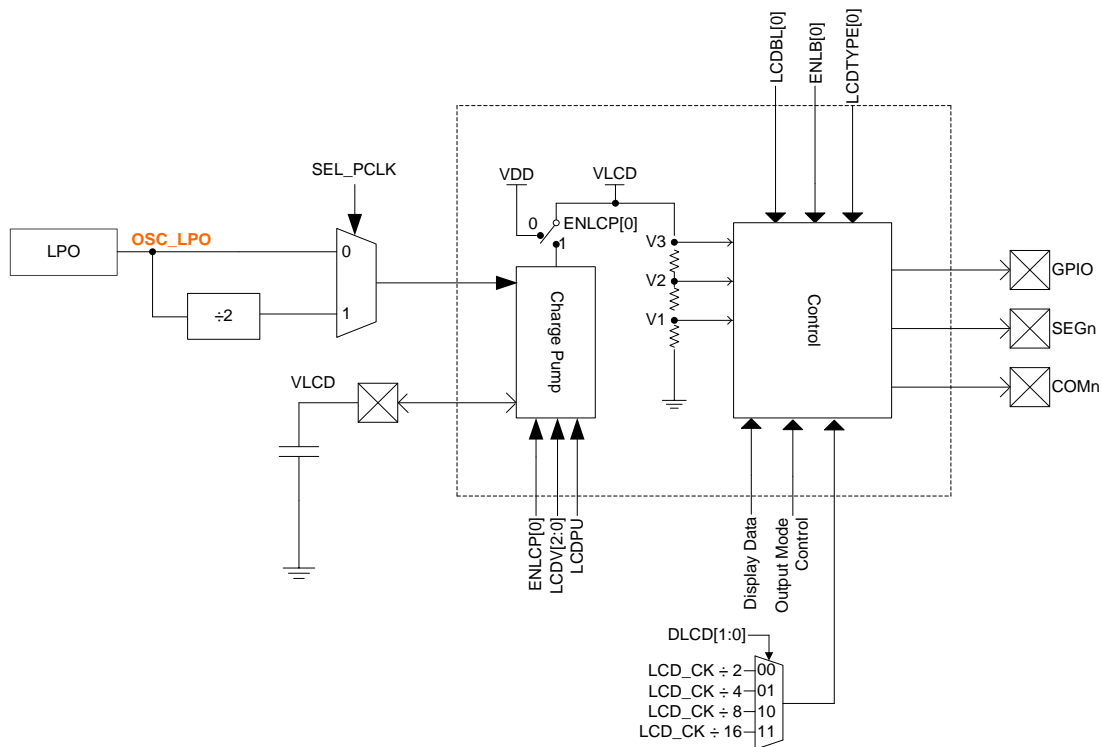 LCDBL[0]
ENLB[0]
LCDTYPE[0]
SEL_PCLK
VDD
VLCD
0
ENLCP[0]
1
LPO
OSC_LPO
0
V3
÷2
1
V2
V1
Charge Pump
Control
GPIO
SEGn
COMn
VLCD
ENLCP[0]
LCDV[2:0]
LCDPU
Display Data
Output Mode
Control
DLCD[1:0]
LCD_CK ÷ 2 00
LCD_CK ÷ 4 01
LCD_CK ÷ 8 10
LCD_CK ÷ 16 11